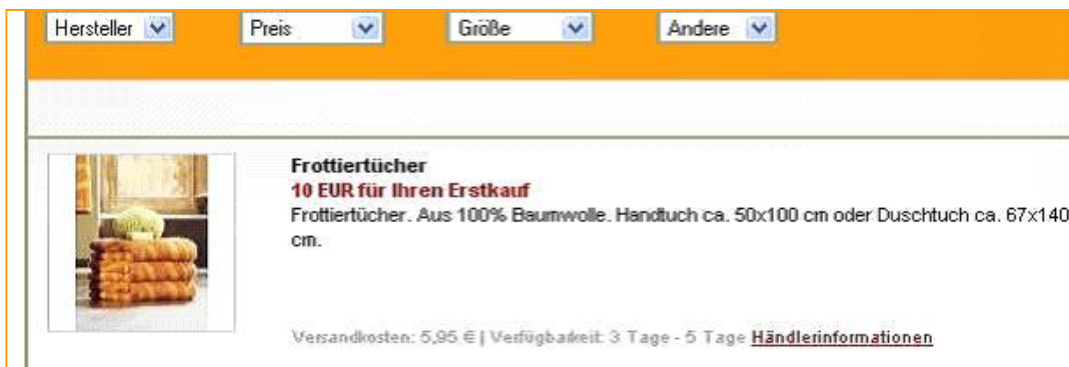 Hersteller Preis Größe Andere
Frottiertücher
10 EUR für Ihren Erstkauf
Frottiertücher. Aus 100% Baumwolle. Handtuch ca. 50x100 cm oder Duschtuch ca. 67x140
cm.
Versandkosten: 5,95 € | Verfügbarkeit: 3 Tage - 5 Tage Händlerinformationen